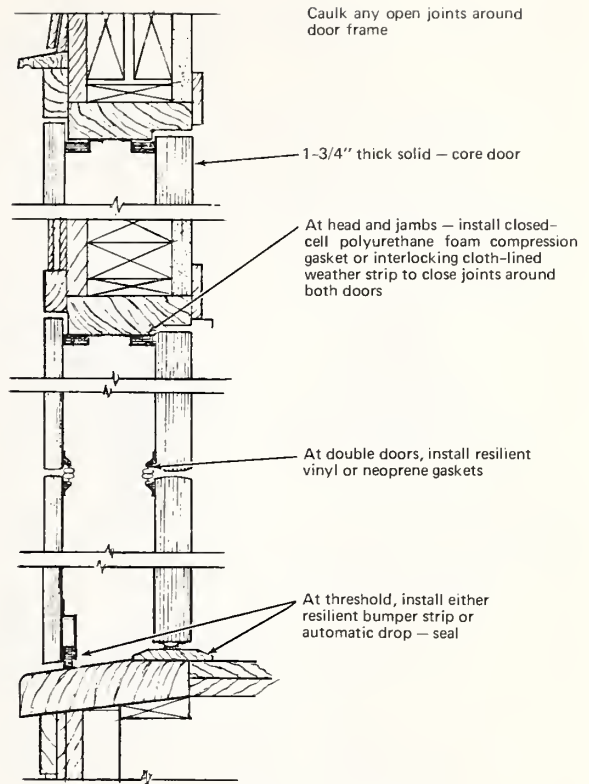 Caulk any open joints around
door frame
1-3/4" thick solid – core door
At head and jambs – install closed-
cell polyurethane foam compression
gasket or interlocking cloth-lined
weather strip to close joints around
both doors
At double doors, install resilient
vinyl or neoprene gaskets
At threshold, install either
resilient bumper strip or
automatic drop – seal